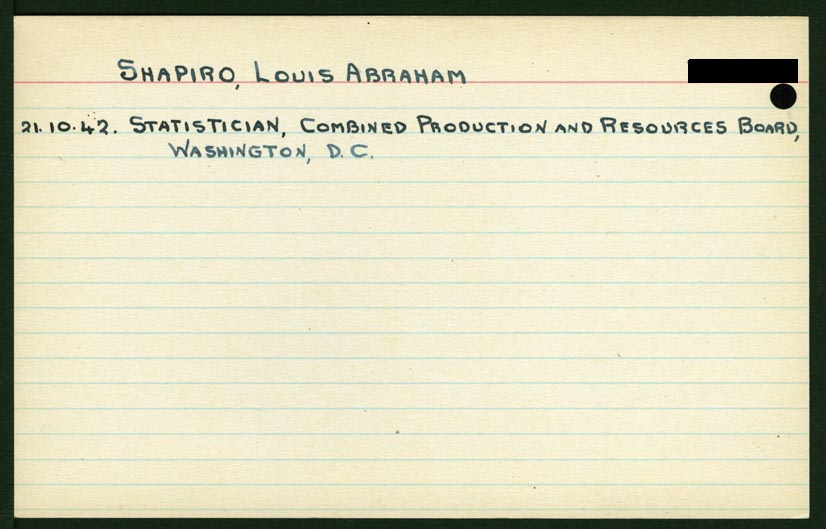 SHAPIRO, LOUIS ABRAHAM
21.10.42. STATISTICIAN, COMBINED PRODUCTION AND RESOURCES BOARD,
WASHINGTON, D.C.